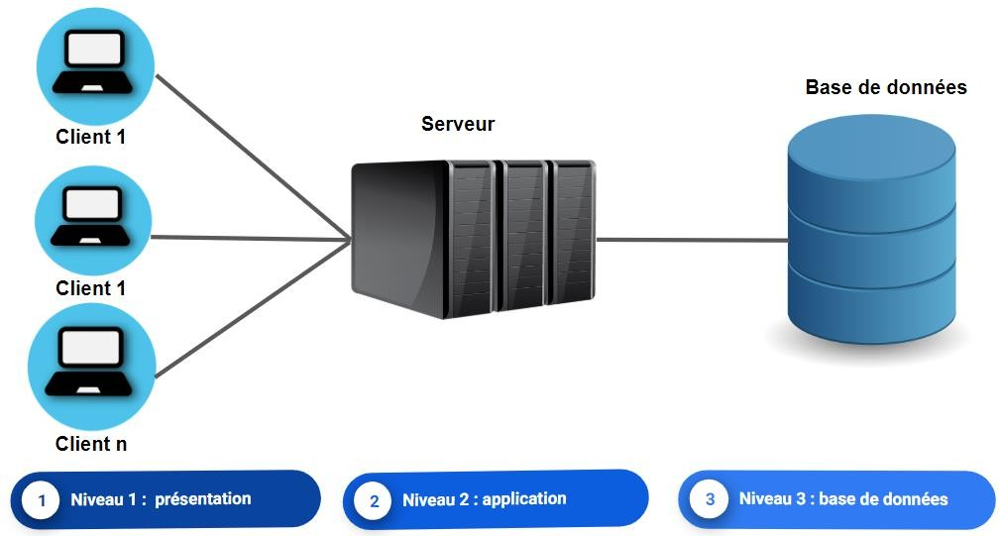 Client 1
Client 1
Client n
Serveur
Base de données
1 Niveau 1 : présentation
2 Niveau 2 : application
3 Niveau 3 : base de données